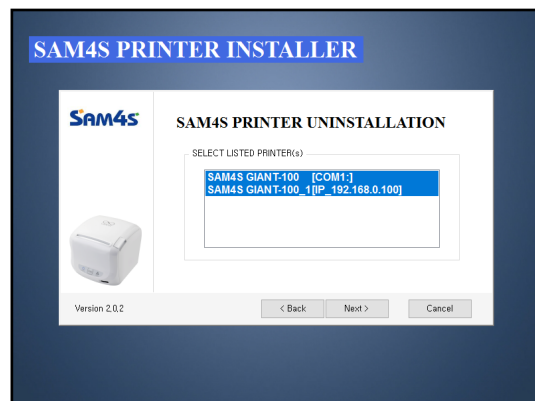 SAM4S PRINTER INSTALLER
SAM4S
SAM4S PRINTER UNINSTALLATION
SELECT LISTED PRINTER(s)
SAM4S GIANT-100 [COM1:]
SAM4S GIANT-100_1[IP_192.168.0.100]
Version 2,0,2
< Back Next > Cancel